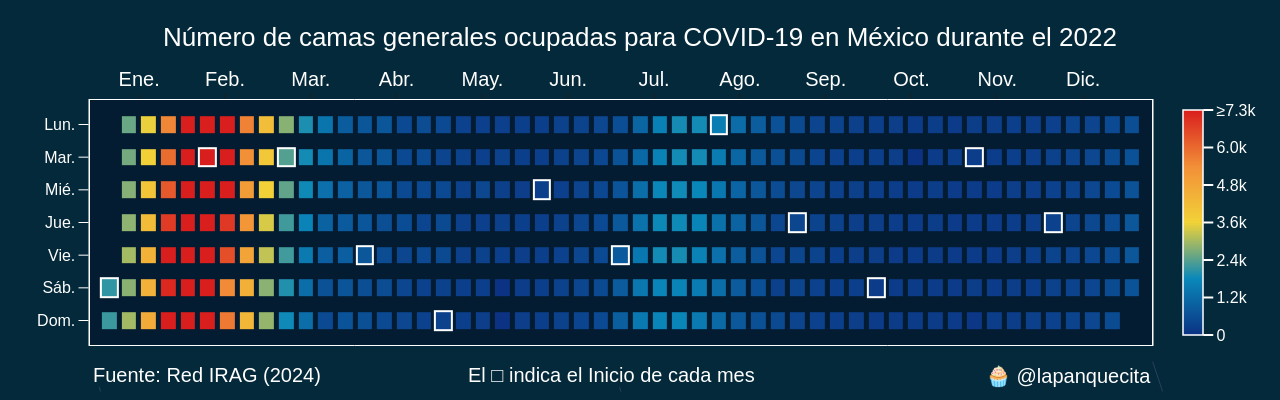 Número de camas generales ocupadas para COVID-19 en México durante el 2022
Ene. Feb. Mar. Abr. May. Jun. Jul. Ago. Sep. Oct. Nov. Dic.
Lun.
Mar.
Mié.
Jue.
Vie.
Sáb.
Dom.
≥7.3k
6.0k
4.8k
3.6k
2.4k
1.2k
0
Fuente: Red IRAG (2024)
El □ indica el Inicio de cada mes
🧁 @lapanquecita